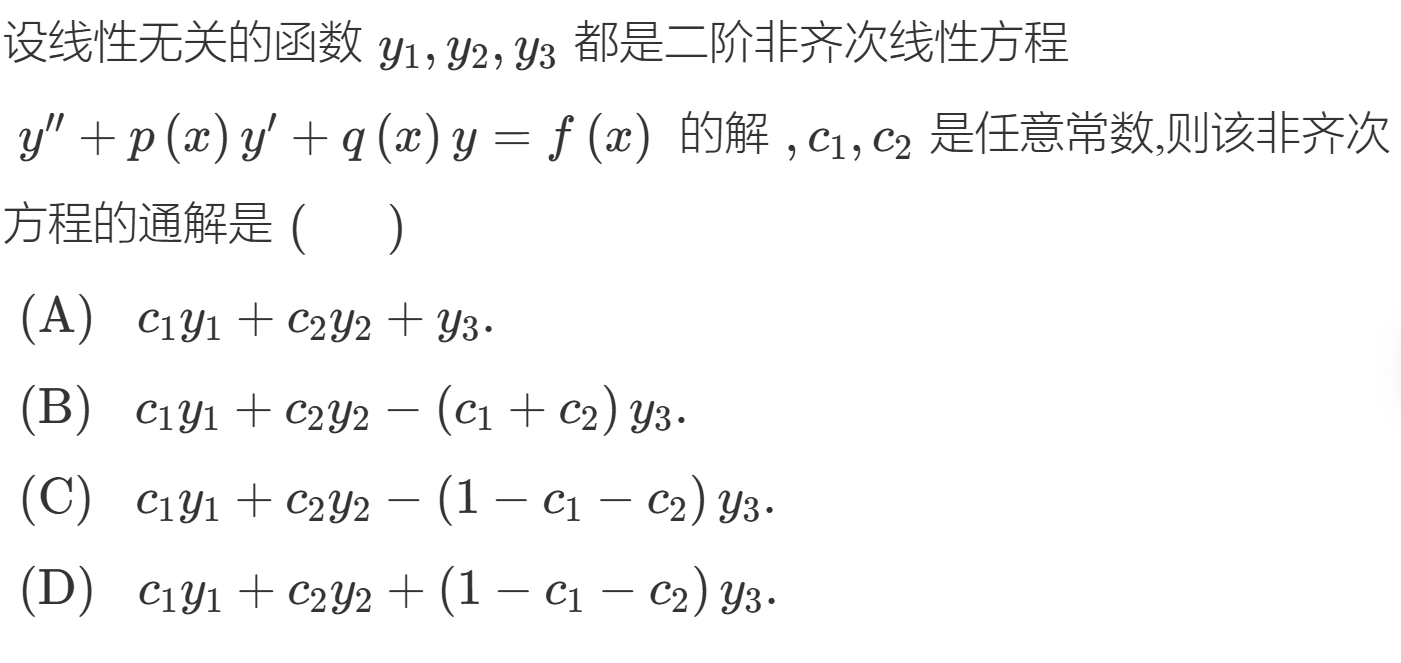 设线性无关的函数 y₁, y₂, y₃ 都是二阶非齐次线性方程
y″ + p (x) y′ + q (x) y = f (x) 的解 , c₁, c₂ 是任意常数,则该非齐次
方程的通解是 ( )
(A) c₁y₁ + c₂y₂ + y₃.
(B) c₁y₁ + c₂y₂ − (c₁ + c₂) y₃.
(C) c₁y₁ + c₂y₂ − (1 − c₁ − c₂) y₃.
(D) c₁y₁ + c₂y₂ + (1 − c₁ − c₂) y₃.